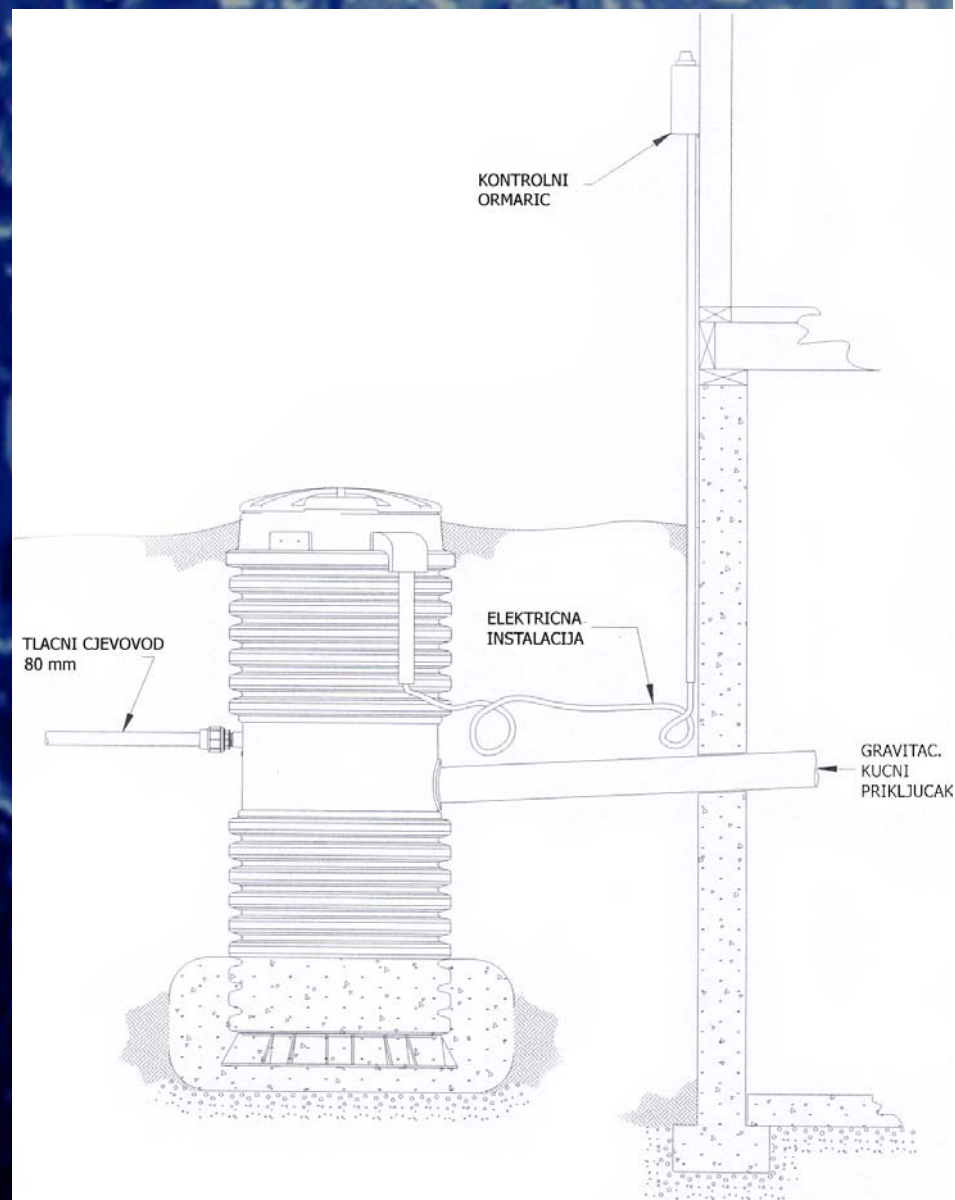 KONTROLNI
ORMARIC
ELEKTRICNA
INSTALACIJA
TLACNI CJEVOVOD
80 mm
GRAVITAC.
KUCNI
PRIKLJUCAK